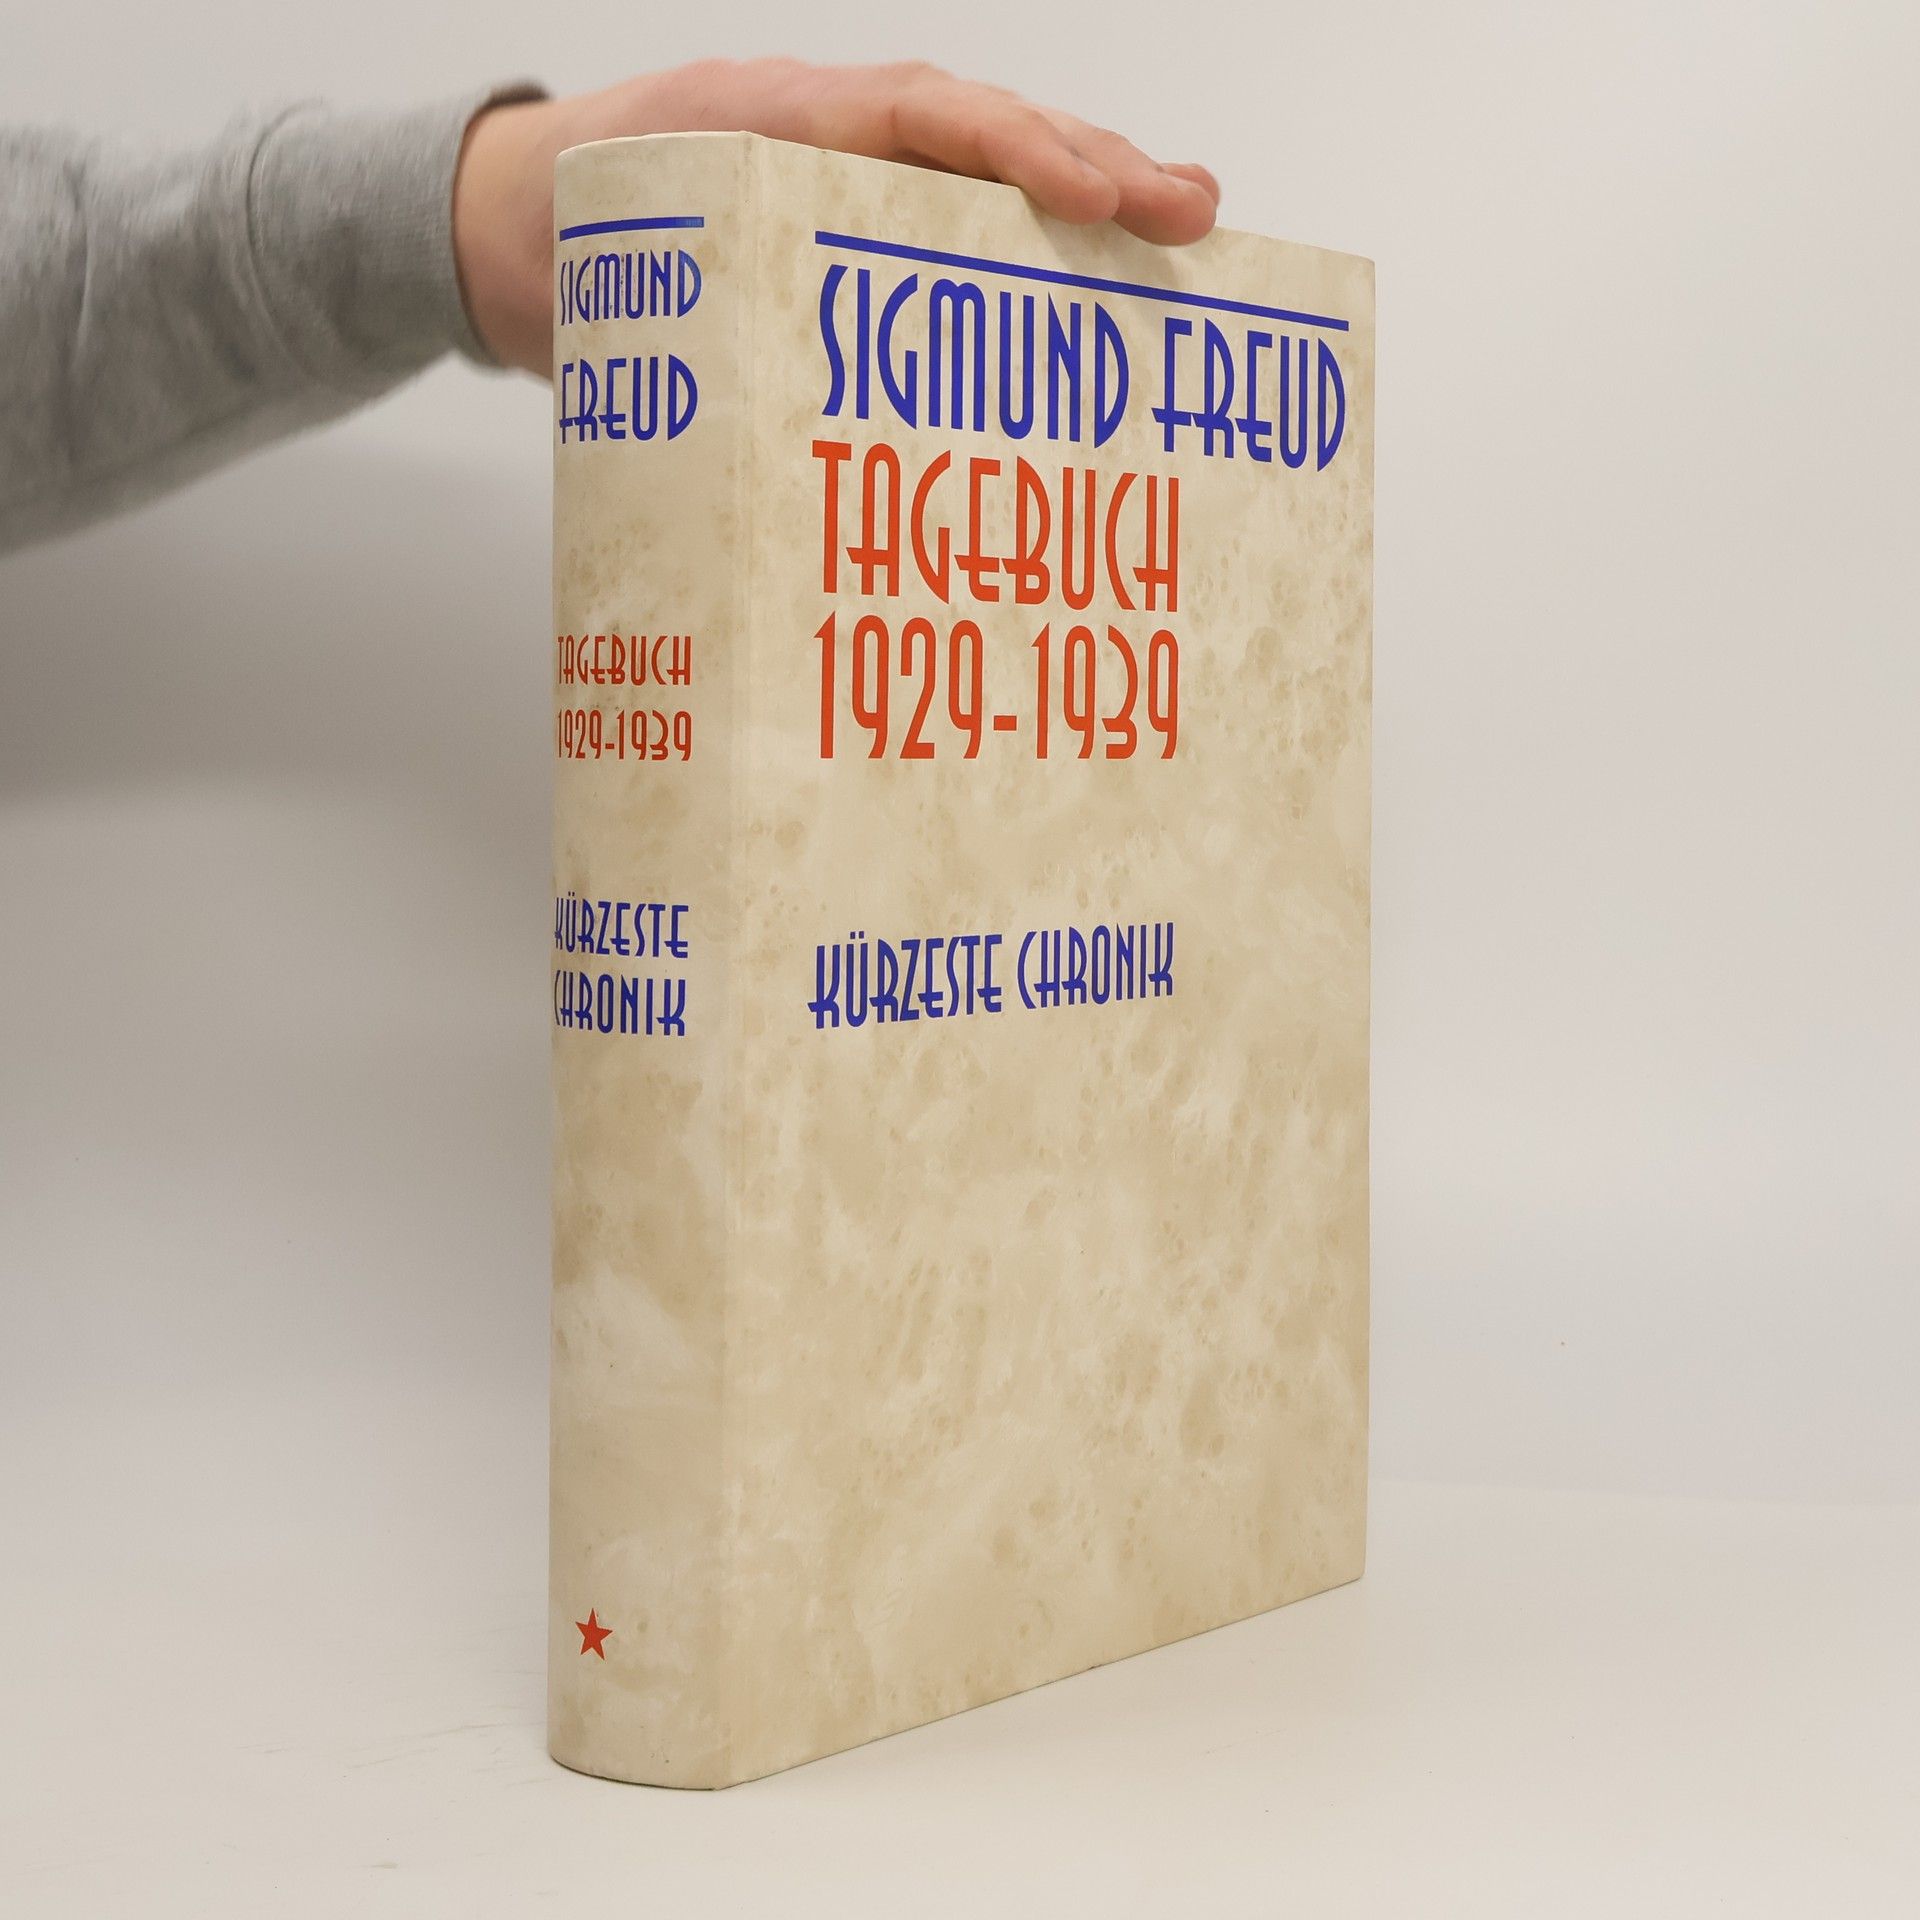 SIGMUND
FREUD
TAGEBUCH
1929-1939
KÜRZESTE
CHRONIK
SIGMUND FREUD
TAGEBUCH
1929-1939
KÜRZESTE CHRONIK